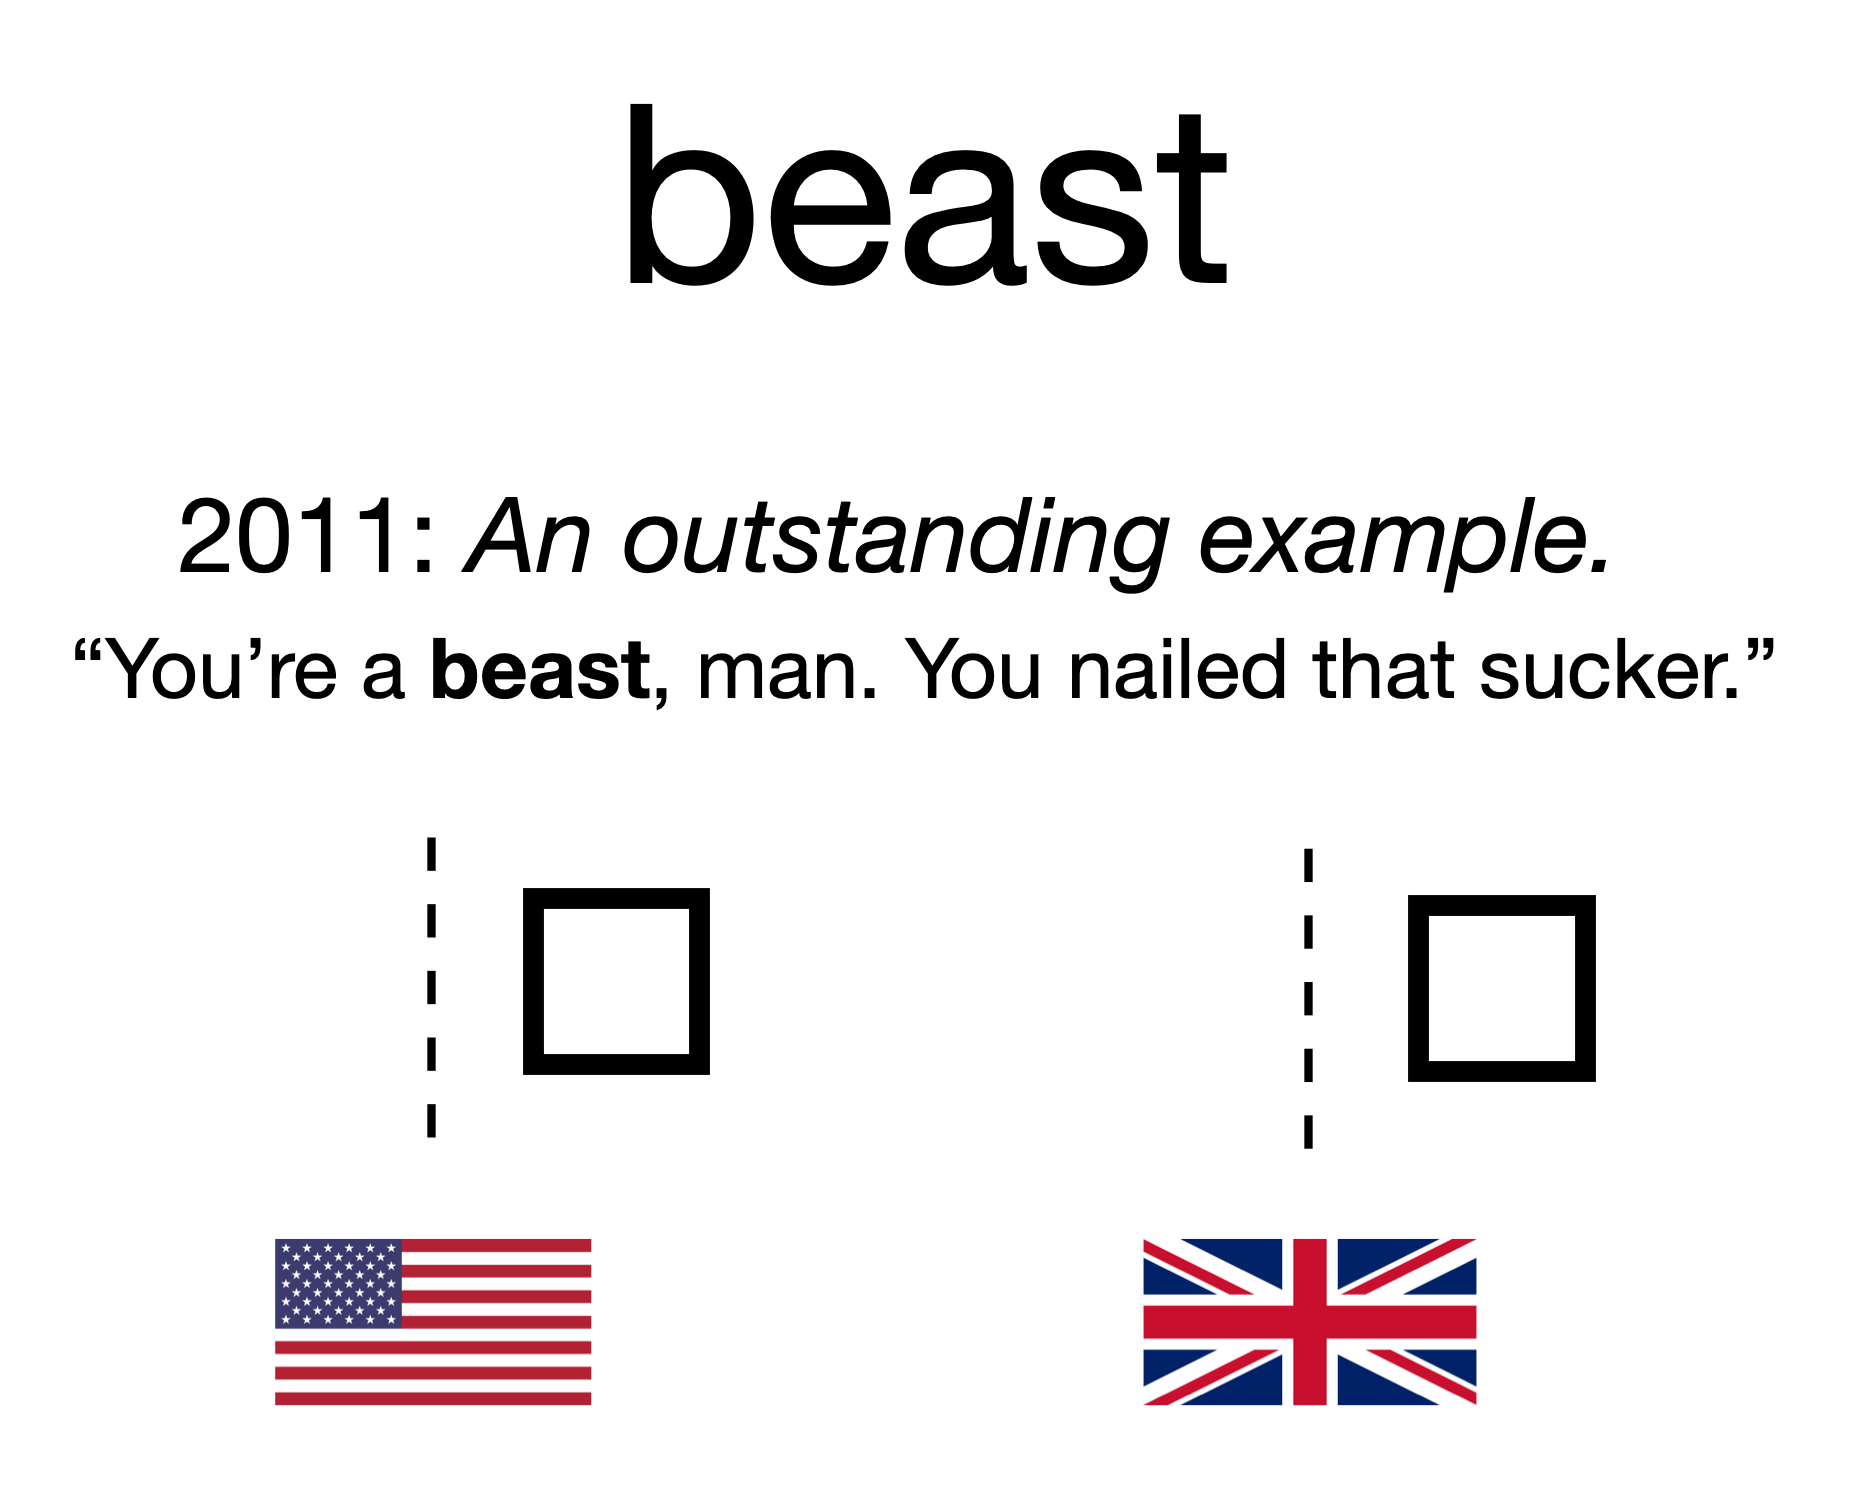 beast
2011: An outstanding example.
“You’re a beast, man. You nailed that sucker.”